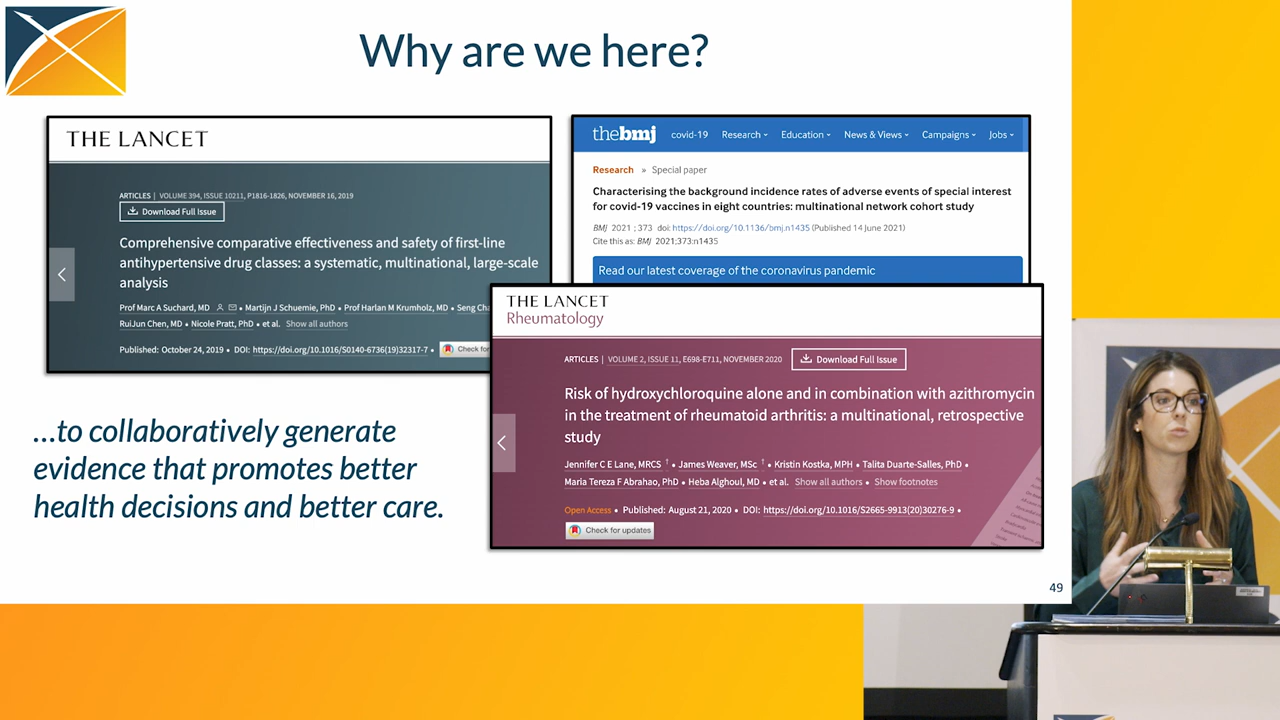 Why are we here?
THE LANCET
ARTICLES | VOLUME 394, ISSUE 10211, P1816-1826, NOVEMBER 16, 2019
Download Full Issue
Comprehensive comparative effectiveness and safety of first-line
antihypertensive drug classes: a systematic, multinational, large-scale
analysis
Prof Marc A Suchard, MD • Martijn J Schuemie, PhD • Prof Harlan M Krumholz, MD • Seng
RuiJun Chen, MD • Nicole Pratt, PhD • et al. Show all authors
Published: October 24, 2019 • DOI: https://doi.org/10.1016/S0140-6736(19)32317-7 • Check for
thebmj covid-19 Research Education News & Views Campaigns Jobs
Research » Special paper
Characterising the background incidence rates of adverse events of special interest
for covid-19 vaccines in eight countries: multinational network cohort study
BMJ 2021 ; 373 doi: https://doi.org/10.1136/bmj.n1435 (Published 14 June 2021)
Cite this as: BMJ 2021;373:n1435
Read our latest coverage of the coronavirus pandemic
THE LANCET
Rheumatology
ARTICLES | VOLUME 2, ISSUE 11, E698-E711, NOVEMBER 2020 Download Full Issue
Risk of hydroxychloroquine alone and in combination with azithromycin
in the treatment of rheumatoid arthritis: a multinational, retrospective
study
Jennifer C E Lane, MRCS † • James Weaver, MSc † • Kristin Kostka, MPH • Talita Duarte-Salles, PhD •
Maria Tereza F Abrahao, PhD • Heba Alghoul, MD • et al. Show all authors • Show footnotes
Open Access • Published: August 21, 2020 • DOI: https://doi.org/10.1016/S2665-9913(20)30276-9 •
Check for updates
...to collaboratively generate
evidence that promotes better
health decisions and better care.
49